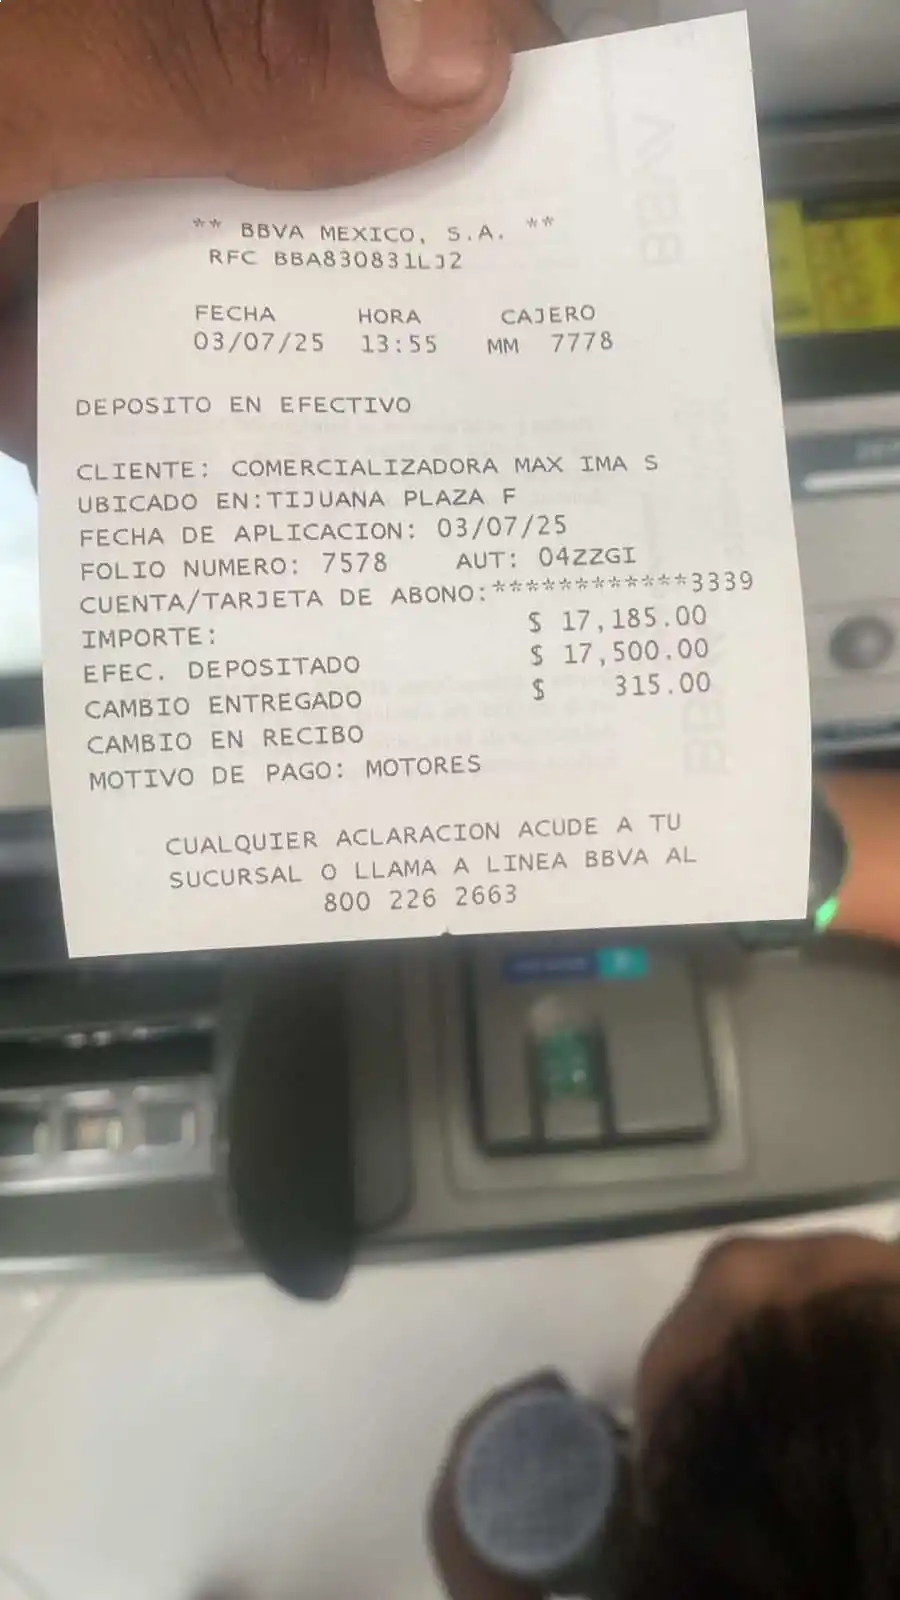 ** BBVA MEXICO, S.A. **
RFC BBA830831LJ2
FECHA HORA CAJERO
03/07/25 13:55 MM 7778
DEPOSITO EN EFECTIVO
CLIENTE: COMERCIALIZADORA MAX IMA S
UBICADO EN:TIJUANA PLAZA F
FECHA DE APLICACION: 03/07/25
FOLIO NUMERO: 7578 AUT: 04ZZGI
CUENTA/TARJETA DE ABONO:************3339
IMPORTE: $ 17,185.00
EFEC. DEPOSITADO $ 17,500.00
CAMBIO ENTREGADO $ 315.00
CAMBIO EN RECIBO
MOTIVO DE PAGO: MOTORES
CUALQUIER ACLARACION ACUDE A TU
SUCURSAL O LLAMA A LINEA BBVA AL
800 226 2663
BBVA
BBVA